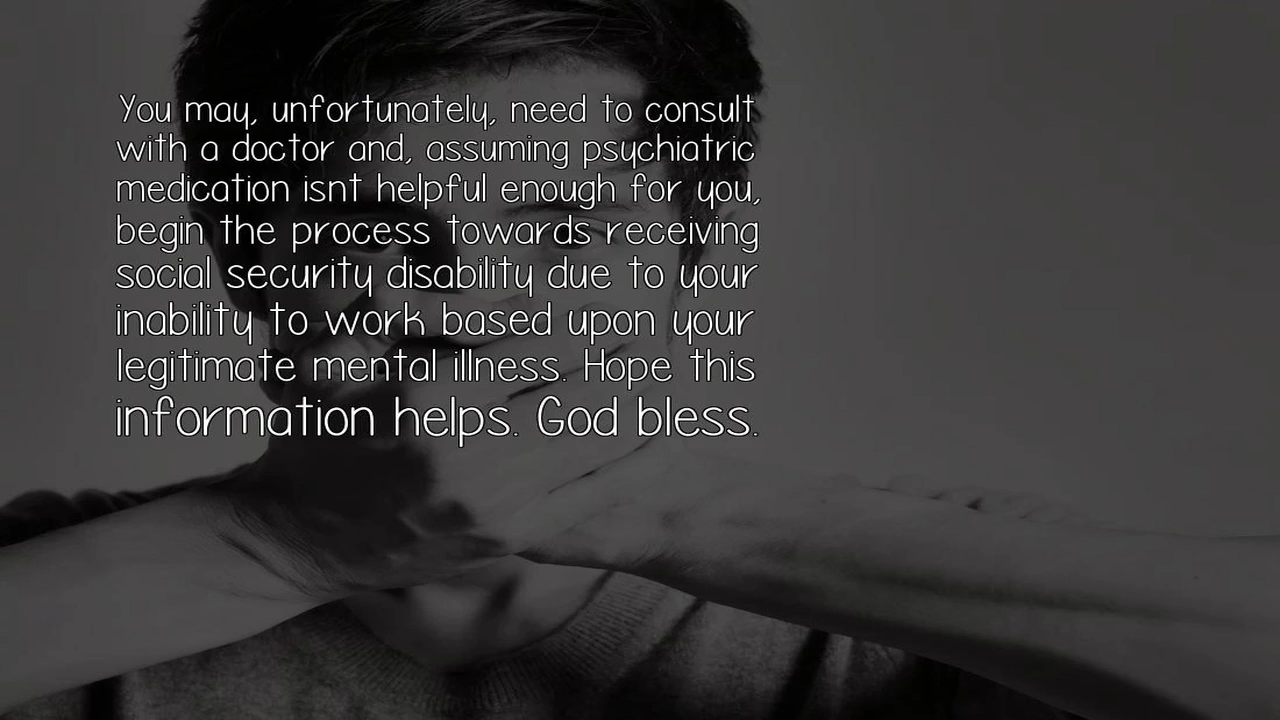 You may, unfortunately, need to consult
with a doctor and, assuming psychiatric
medication isnt helpful enough for you,
begin the process towards receiving
social security disability due to your
inability to work based upon your
legitimate mental illness. Hope this
information helps. God bless.